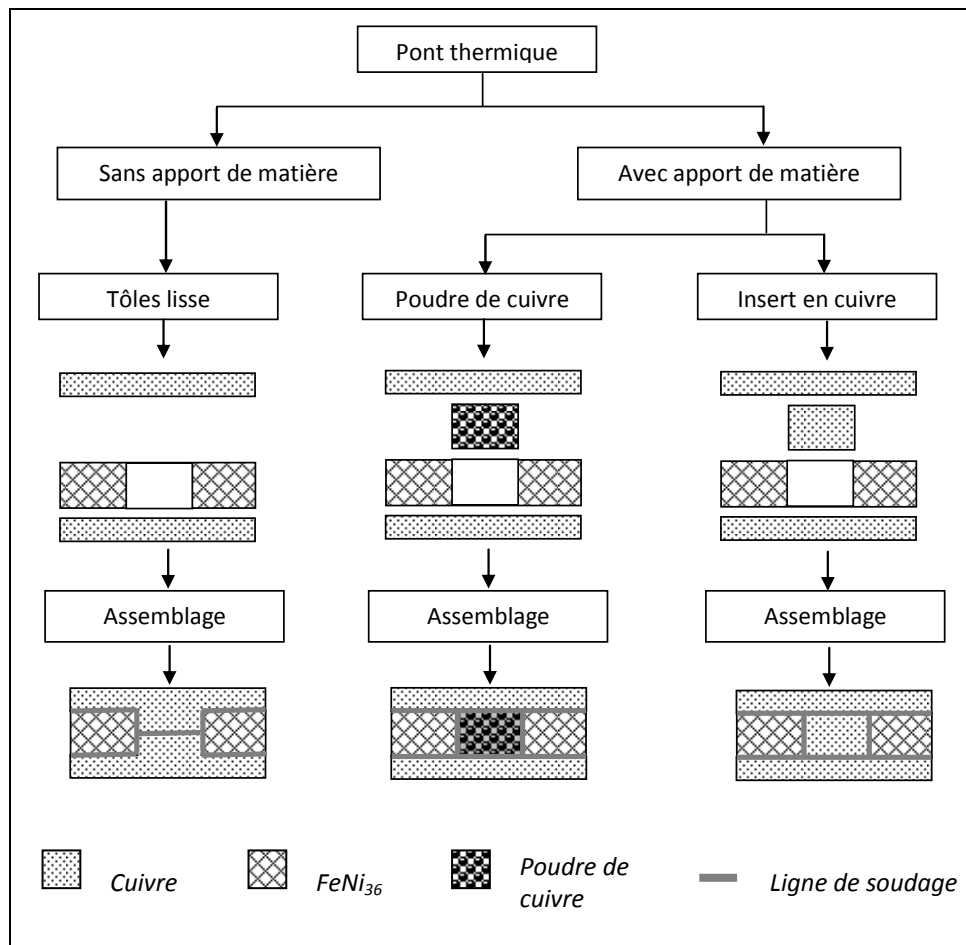 Pont thermique
Sans apport de matière
Avec apport de matière
Tôles lisse
Poudre de cuivre
Insert en cuivre
Assemblage
Assemblage
Assemblage
Cuivre
FeNi36
Poudre de
cuivre
Ligne de soudage